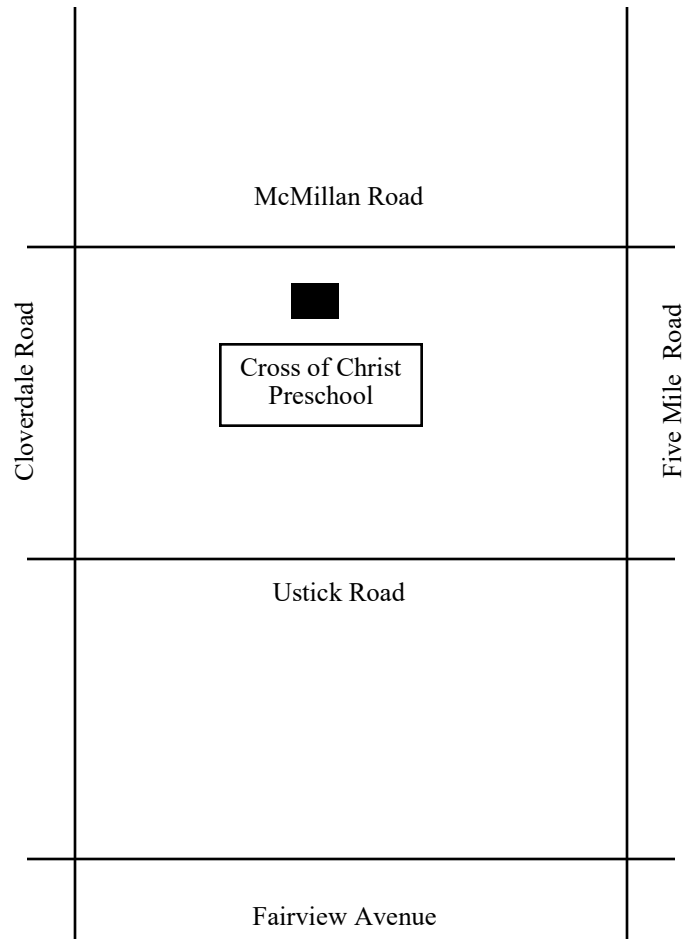 McMillan Road
Cloverdale Road
Five Mile Road
Cross of Christ
Preschool
Ustick Road
Fairview Avenue